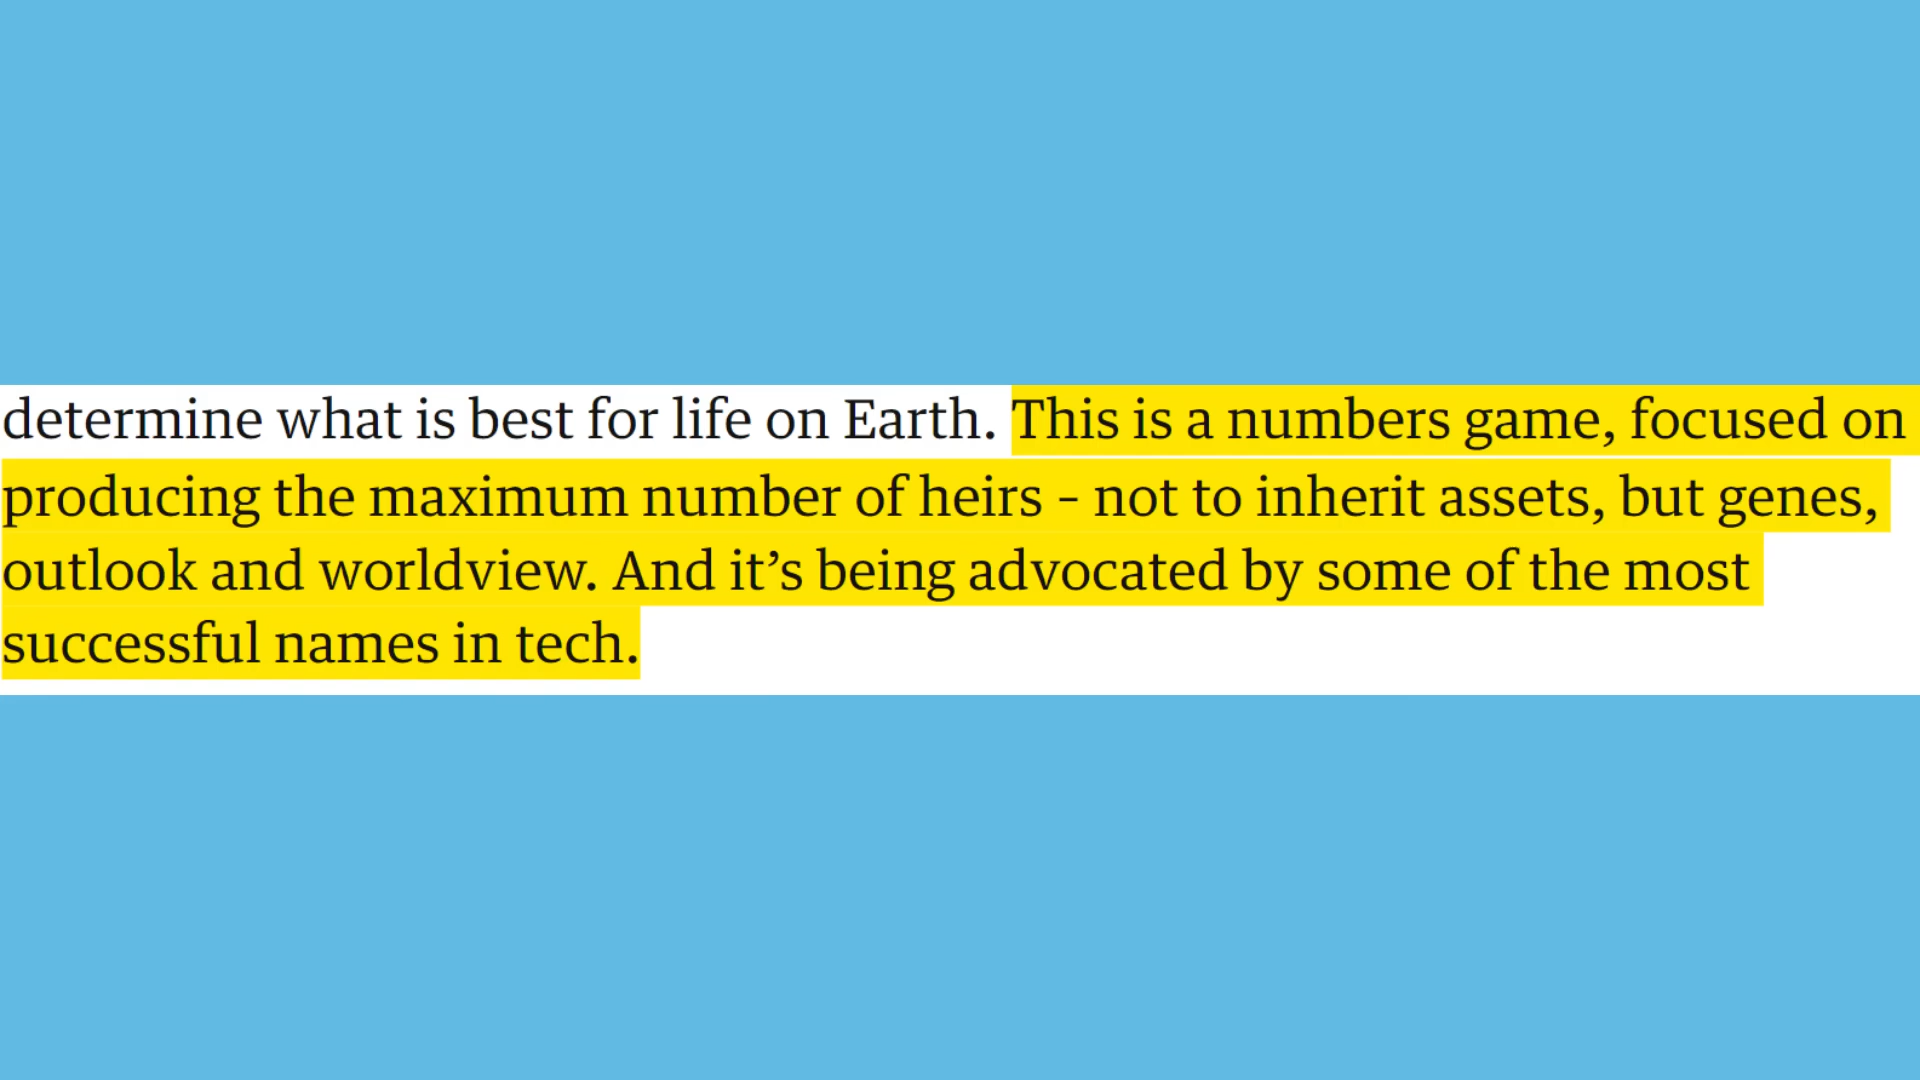 determine what is best for life on Earth. This is a numbers game, focused on
producing the maximum number of heirs – not to inherit assets, but genes,
outlook and worldview. And it’s being advocated by some of the most
successful names in tech.